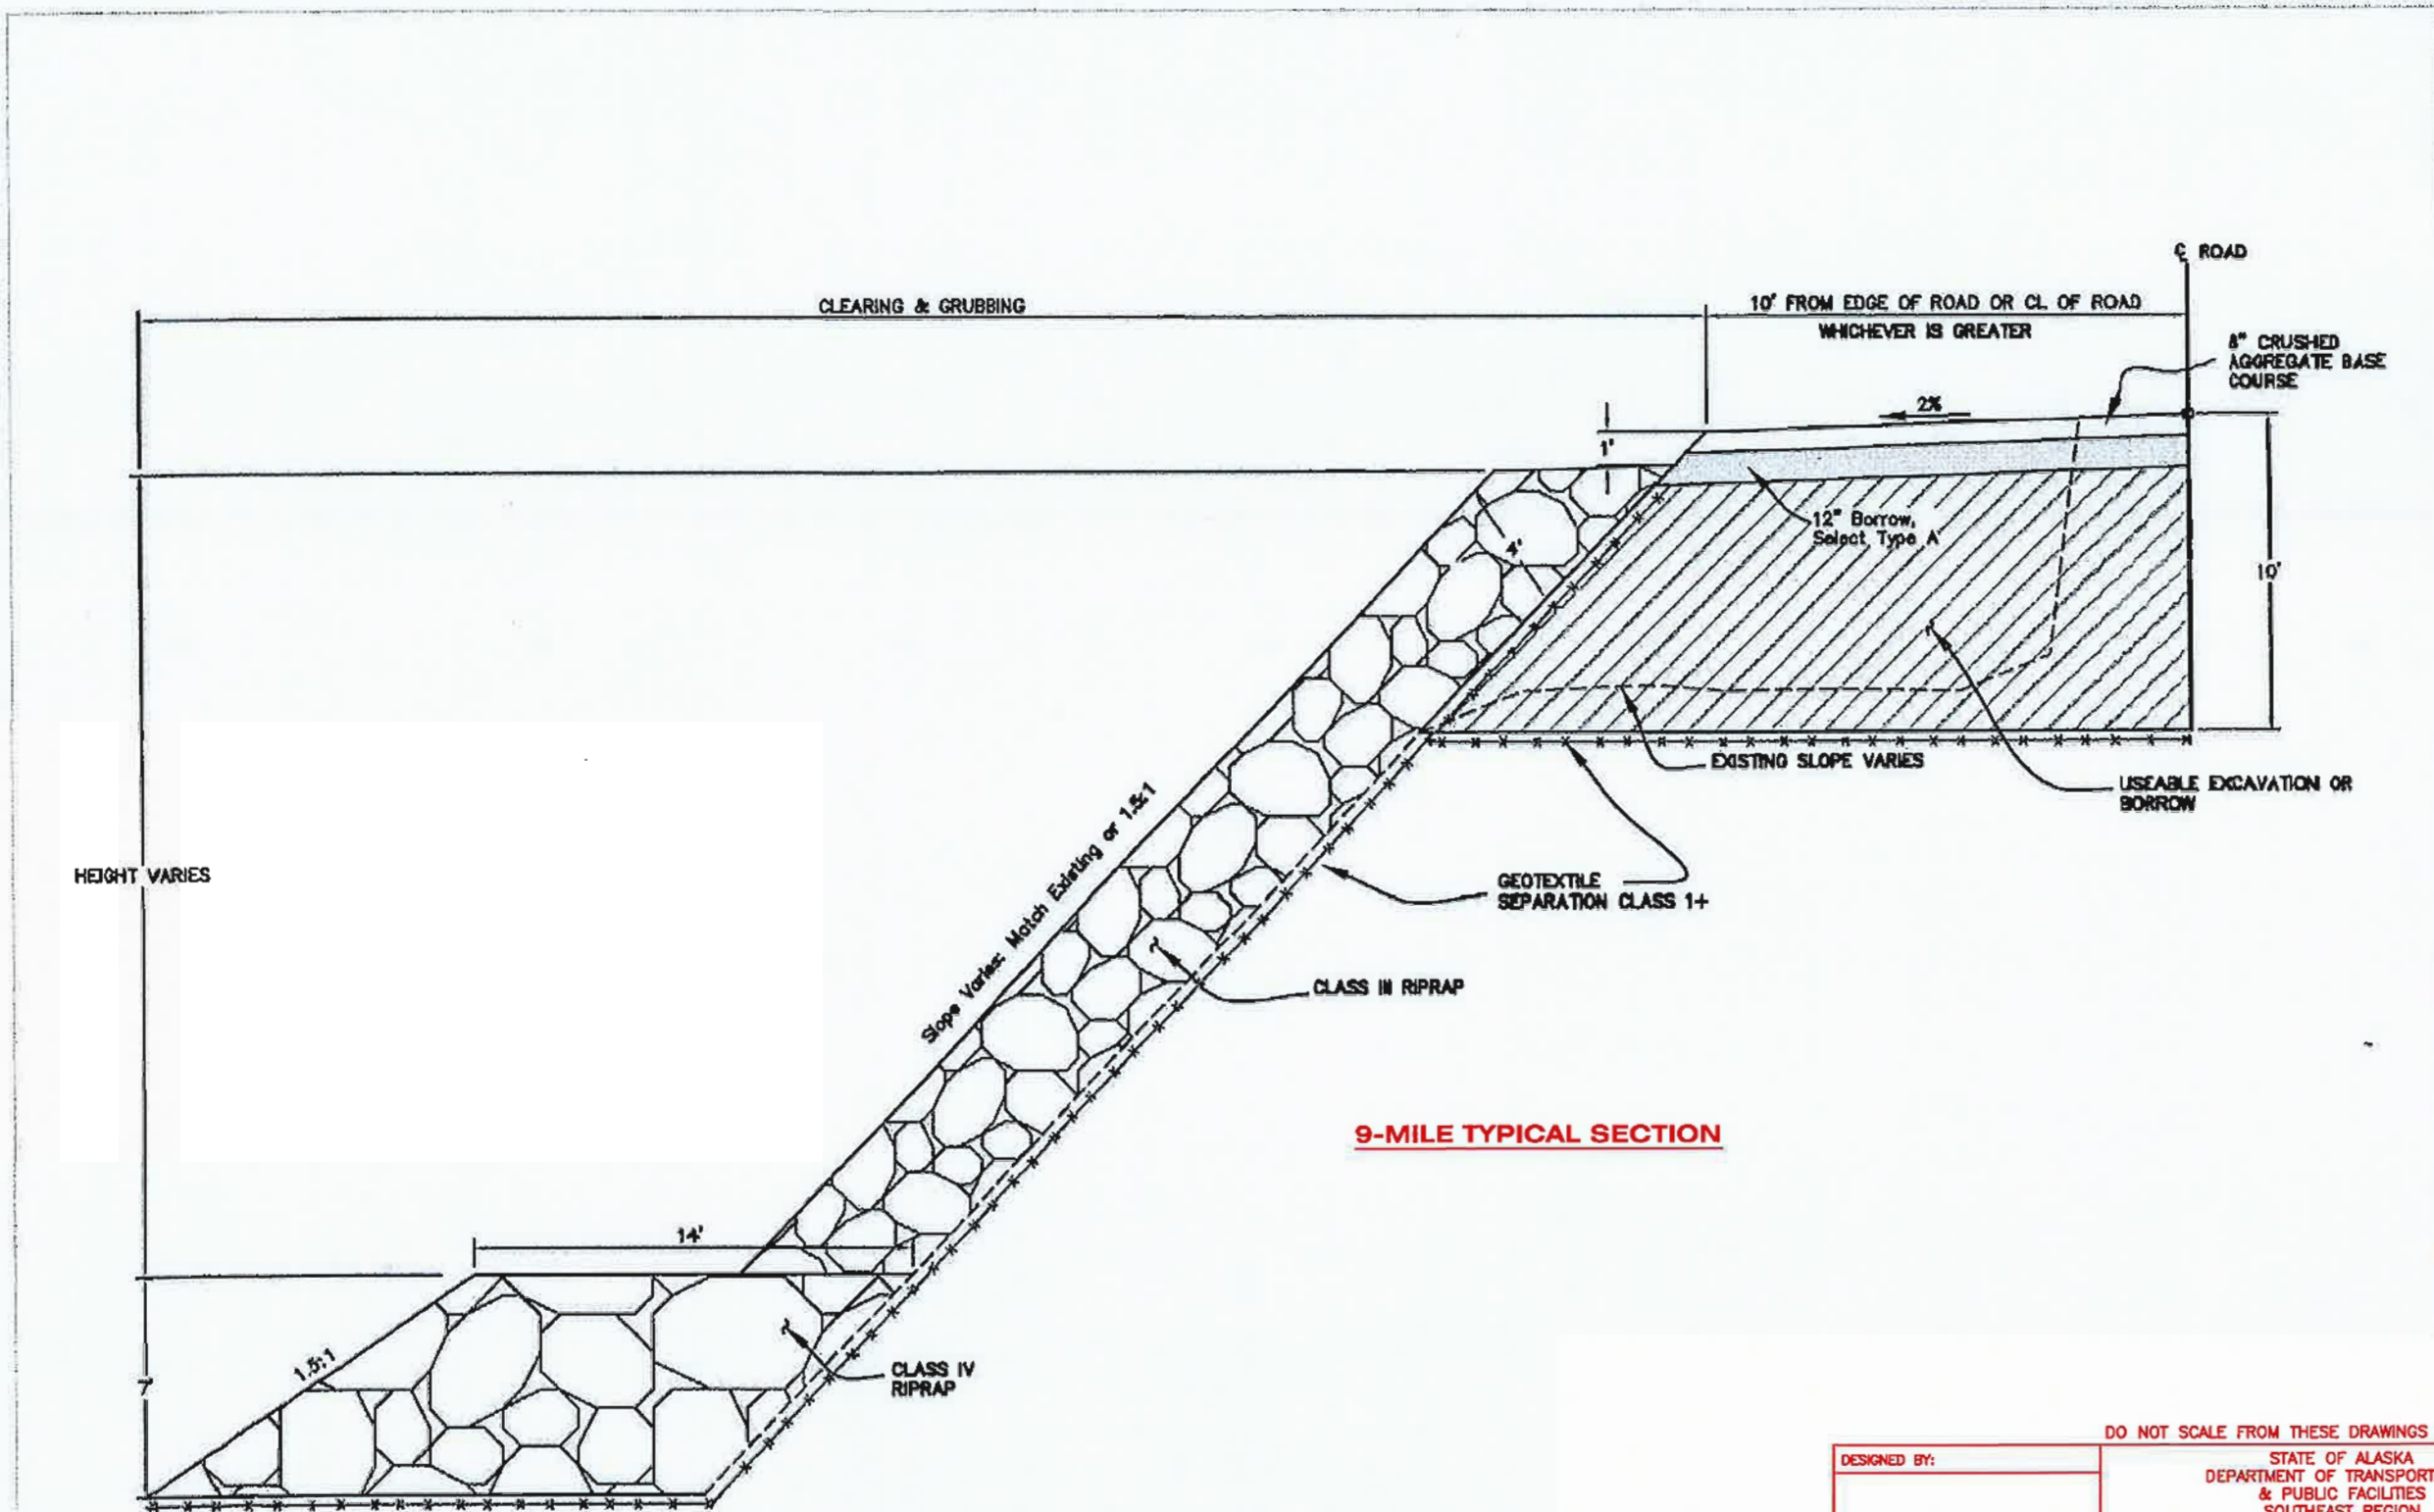 ℄ ROAD
CLEARING & GRUBBING
10' FROM EDGE OF ROAD OR CL OF ROAD
WHICHEVER IS GREATER
8" CRUSHED
AGGREGATE BASE
COURSE
2%
1'
4'
12" Borrow,
Select Type A
10'
EXISTING SLOPE VARIES
USEABLE EXCAVATION OR
BORROW
HEIGHT VARIES
Slope Varies: Match Existing or 1.5:1
GEOTEXTILE
SEPARATION CLASS 1+
CLASS III RIPRAP
9-MILE TYPICAL SECTION
14'
1.5:1
7'
CLASS IV
RIPRAP
DO NOT SCALE FROM THESE DRAWINGS
DESIGNED BY:
STATE OF ALASKA
DEPARTMENT OF TRANSPORT
& PUBLIC FACILITIES
SOUTHEAST REGION